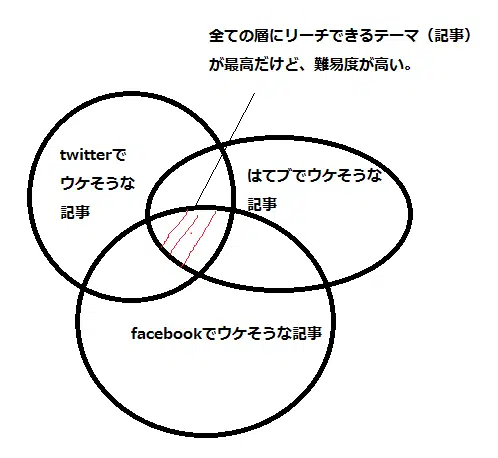 全ての層にリーチできるテーマ（記事）
が最高だけど、難易度が高い。
twitterで
ウケそうな
記事
はてブでウケそうな
記事
facebookでウケそうな記事